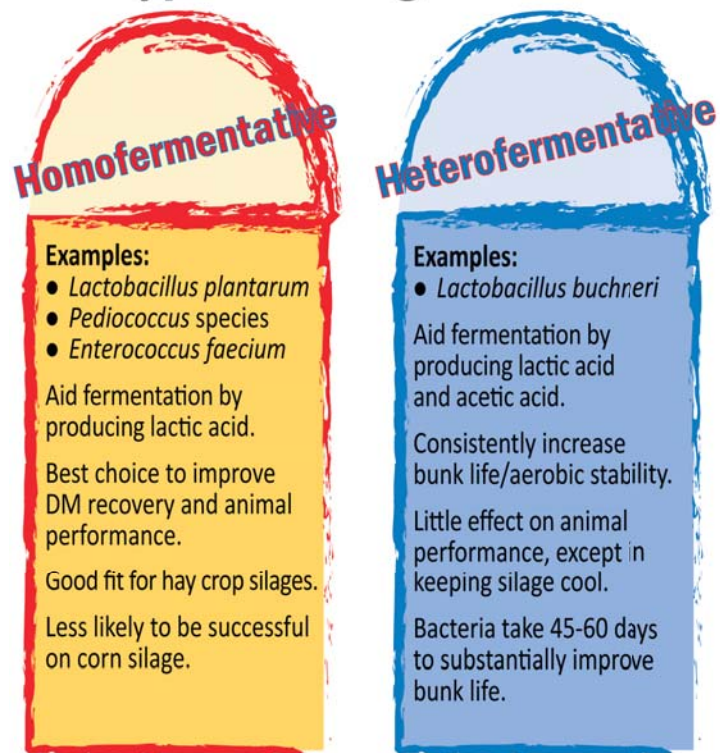 Homofermentative
Examples:
● Lactobacillus plantarum
● Pediococcus species
● Enterococcus faecium
Aid fermentation by
producing lactic acid.
Best choice to improve
DM recovery and animal
performance.
Good fit for hay crop silages.
Less likely to be successful
on corn silage.
Heterofermentative
Examples:
● Lactobacillus buchneri
Aid fermentation by
producing lactic acid
and acetic acid.
Consistently increase
bunk life/aerobic stability.
Little effect on animal
performance, except in
keeping silage cool.
Bacteria take 45-60 days
to substantially improve
bunk life.